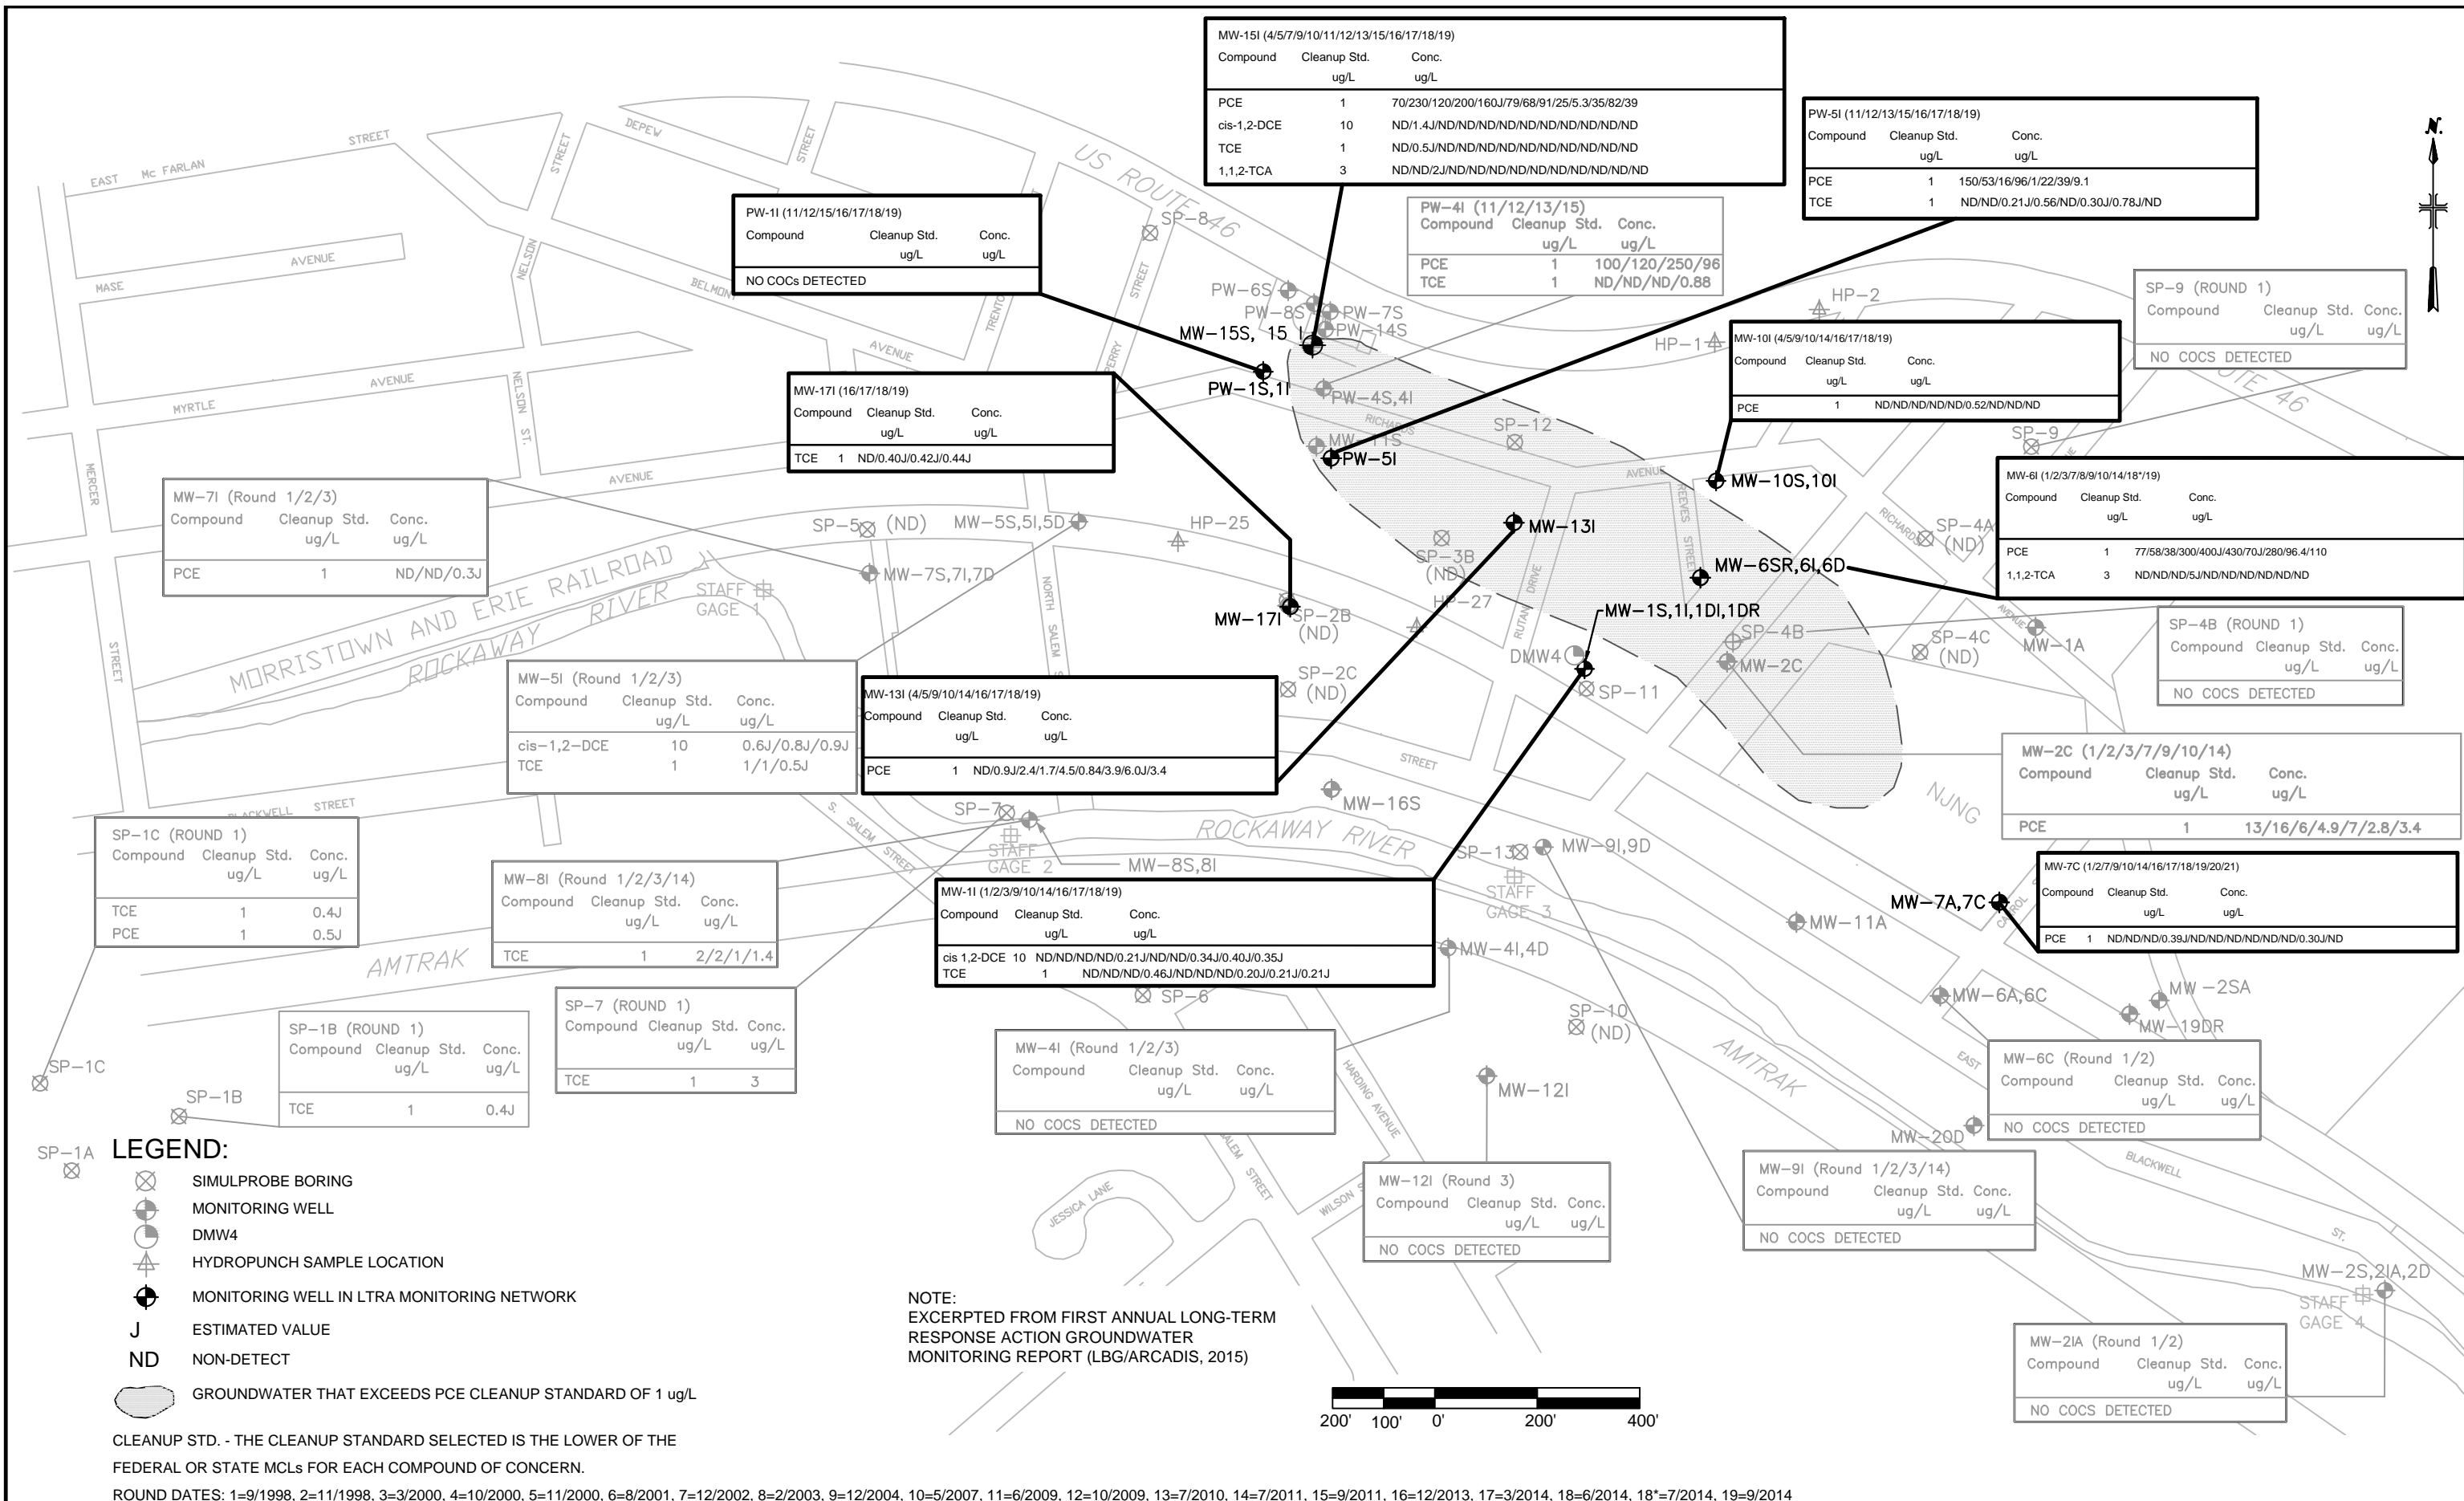 MW-15I (4/5/7/9/10/11/12/13/15/16/17/18/19)
Compound Cleanup Std. Conc.
ug/L ug/L
PCE 1 70/230/120/200/160J/79/68/91/25/5.3/35/82/39
cis-1,2-DCE 10 ND/1.4J/ND/ND/ND/ND/ND/ND/ND/ND/ND/ND
TCE 1 ND/0.5J/ND/ND/ND/ND/ND/ND/ND/ND/ND/ND
1,1,2-TCA 3 ND/ND/2J/ND/ND/ND/ND/ND/ND/ND/ND/ND
PW-5I (11/12/13/15/16/17/18/19)
Compound Cleanup Std. Conc.
ug/L ug/L
PCE 1 150/53/16/96/1/22/39/9.1
TCE 1 ND/ND/0.21J/0.56/ND/0.30J/0.78J/ND
N.
PW-1I (11/12/15/16/17/18/19)
Compound Cleanup Std. Conc.
ug/L ug/L
NO COCs DETECTED
PW-4I (11/12/13/15)
Compound Cleanup Std. Conc.
ug/L ug/L
PCE 1 100/120/250/96
TCE 1 ND/ND/ND/0.88
SP-9 (ROUND 1)
Compound Cleanup Std. Conc.
ug/L ug/L
NO COCS DETECTED
MW-10I (4/5/9/10/14/16/17/18/19)
Compound Cleanup Std. Conc.
ug/L ug/L
PCE 1 ND/ND/ND/ND/ND/0.52/ND/ND/ND
MW-17I (16/17/18/19)
Compound Cleanup Std. Conc.
ug/L ug/L
TCE 1 ND/0.40J/0.42J/0.44J
MW-6I (1/2/3/7/8/9/10/14/18*/19)
Compound Cleanup Std. Conc.
ug/L ug/L
PCE 1 77/58/38/300/400J/430/70J/280/96.4/110
1,1,2-TCA 3 ND/ND/ND/5J/ND/ND/ND/ND/ND/ND
MW-7I (Round 1/2/3)
Compound Cleanup Std. Conc.
ug/L ug/L
PCE 1 ND/ND/0.3J
SP-4B (ROUND 1)
Compound Cleanup Std. Conc.
ug/L ug/L
NO COCS DETECTED
MW-5I (Round 1/2/3)
Compound Cleanup Std. Conc.
ug/L ug/L
cis-1,2-DCE 10 0.6J/0.8J/0.9J
TCE 1 1/1/0.5J
MW-13I (4/5/9/10/14/16/17/18/19)
Compound Cleanup Std. Conc.
ug/L ug/L
PCE 1 ND/0.9J/2.4/1.7/4.5/0.84/3.9/6.0J/3.4
MW-2C (1/2/3/7/9/10/14)
Compound Cleanup Std. Conc.
ug/L ug/L
PCE 1 13/16/6/4.9/7/2.8/3.4
SP-1C (ROUND 1)
Compound Cleanup Std. Conc.
ug/L ug/L
TCE 1 0.4J
PCE 1 0.5J
MW-8I (Round 1/2/3/14)
Compound Cleanup Std. Conc.
ug/L ug/L
TCE 1 2/2/1/1.4
MW-1I (1/2/3/9/10/14/16/17/18/19)
Compound Cleanup Std. Conc.
ug/L ug/L
cis 1,2-DCE 10 ND/ND/ND/ND/0.21J/ND/ND/0.34J/0.40J/0.35J
TCE 1 ND/ND/ND/0.46J/ND/ND/ND/0.20J/0.21J/0.21J
MW-7C (1/2/7/9/10/14/16/17/18/19/20/21)
Compound Cleanup Std. Conc.
ug/L ug/L
PCE 1 ND/ND/ND/0.39J/ND/ND/ND/ND/ND/ND/0.30J/ND
SP-1B (ROUND 1)
Compound Cleanup Std. Conc.
ug/L ug/L
TCE 1 0.4J
SP-7 (ROUND 1)
Compound Cleanup Std. Conc.
ug/L ug/L
TCE 1 3
MW-4I (Round 1/2/3)
Compound Cleanup Std. Conc.
ug/L ug/L
NO COCS DETECTED
MW-6C (Round 1/2)
Compound Cleanup Std. Conc.
ug/L ug/L
NO COCS DETECTED
MW-12I (Round 3)
Compound Cleanup Std. Conc.
ug/L ug/L
NO COCS DETECTED
MW-9I (Round 1/2/3/14)
Compound Cleanup Std. Conc.
ug/L ug/L
NO COCS DETECTED
MW-2IA (Round 1/2)
Compound Cleanup Std. Conc.
ug/L ug/L
NO COCS DETECTED
EAST Mc FARLAN STREET
DEPEW STREET
STREET
NELSON
MASE AVENUE
BELMONT
AVENUE
TRENTO
PERRY STREET
US ROUTE 46
SP-8
PW-6S
PW-8S
PW-7S
PW-14S
MW-15S, 15 I
PW-1S,1I
PW-4S,4I
RICHARDS
AVENUE
SP-12
HP-1
HP-2
ROUTE 46
SP-9
MERCER
STREET
MYRTLE AVENUE
NELSON ST.
AVENUE
MW-11S
PW-5I
MW-10S,10I
REEVES STREET
RICHARDS
AVENUE
SP-4A
(ND)
SP-5 (ND)
MW-5S,5I,5D
HP-25
MW-13I
SP-3B
(ND)
MW-7S,7I,7D
MORRISTOWN AND ERIE RAILROAD
ROCKAWAY RIVER
STAFF
GAGE 1
NORTH SALEM S
MW-17I
SP-2B
(ND)
HP-27
RUTAN DRIVE
MW-6SR,6I,6D
MW-1S,1I,1DI,1DR
SP-4B
SP-4C
(ND)
MW-1A
DMW4
MW-2C
SP-2C
(ND)
SP-11
STREET
NJNG
BLACKWELL STREET
S. SALEM STREET
SP-7
STAFF
GAGE 2
MW-8S,8I
MW-16S
ROCKAWAY RIVER
SP-13
MW-9I,9D
STAFF
GAGE 3
MW-7A,7C
MW-11A
AMTRAK
MW-4I,4D
SP-6
SP-10
(ND)
MW-6A,6C
MW-2SA
MW-19DR
SP-1C
SP-1B
SP-1A
HARDING AVENUE
MW-12I
AMTRAK
EAST
BLACKWELL
ST.
MW-20D
JESSICA LANE
SALEM STREET
WILSON S
MW-2S,2IA,2D
STAFF
GAGE 4
LEGEND:
SIMULPROBE BORING
MONITORING WELL
DMW4
HYDROPUNCH SAMPLE LOCATION
MONITORING WELL IN LTRA MONITORING NETWORK
J ESTIMATED VALUE
ND NON-DETECT
GROUNDWATER THAT EXCEEDS PCE CLEANUP STANDARD OF 1 ug/L
NOTE:
EXCERPTED FROM FIRST ANNUAL LONG-TERM
RESPONSE ACTION GROUNDWATER
MONITORING REPORT (LBG/ARCADIS, 2015)
200' 100' 0' 200' 400'
CLEANUP STD. - THE CLEANUP STANDARD SELECTED IS THE LOWER OF THE
FEDERAL OR STATE MCLs FOR EACH COMPOUND OF CONCERN.
ROUND DATES: 1=9/1998, 2=11/1998, 3=3/2000, 4=10/2000, 5=11/2000, 6=8/2001, 7=12/2002, 8=2/2003, 9=12/2004, 10=5/2007, 11=6/2009, 12=10/2009, 13=7/2010, 14=7/2011, 15=9/2011, 16=12/2013, 17=3/2014, 18=6/2014, 18*=7/2014, 19=9/2014